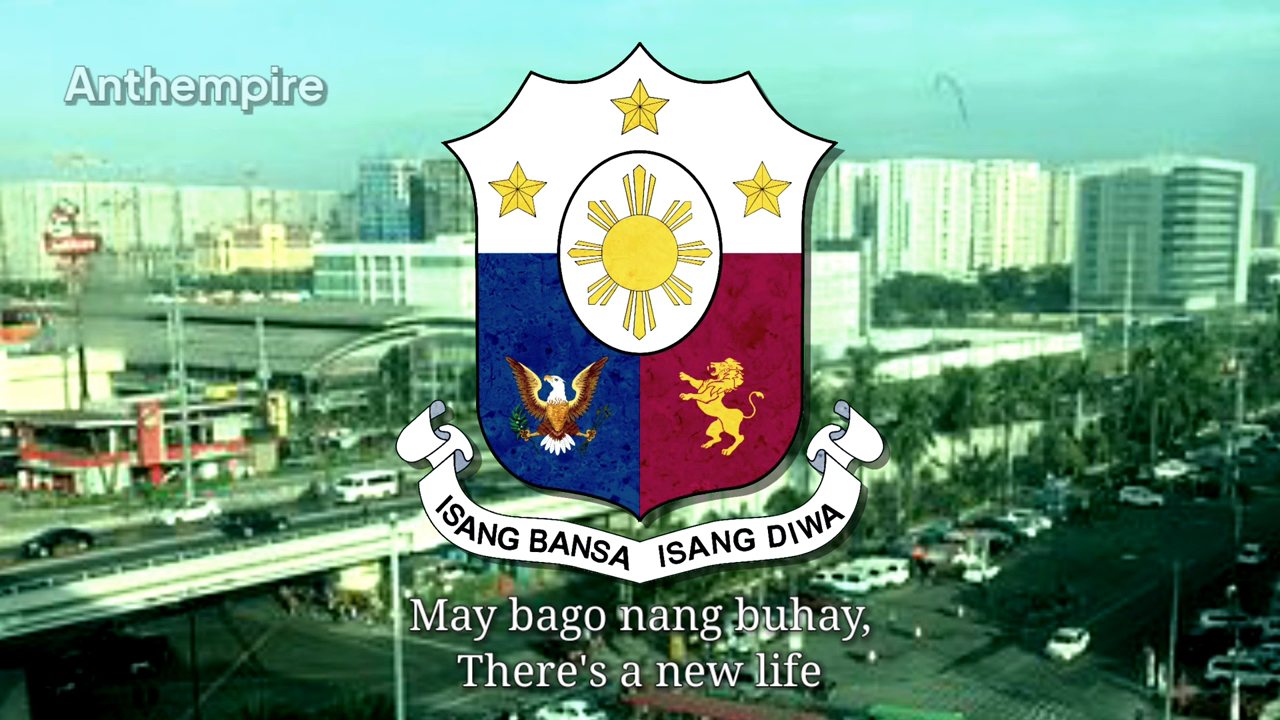 Anthempire
ISANG BANSA ISANG DIWA
May bago nang buhay,
There's a new life